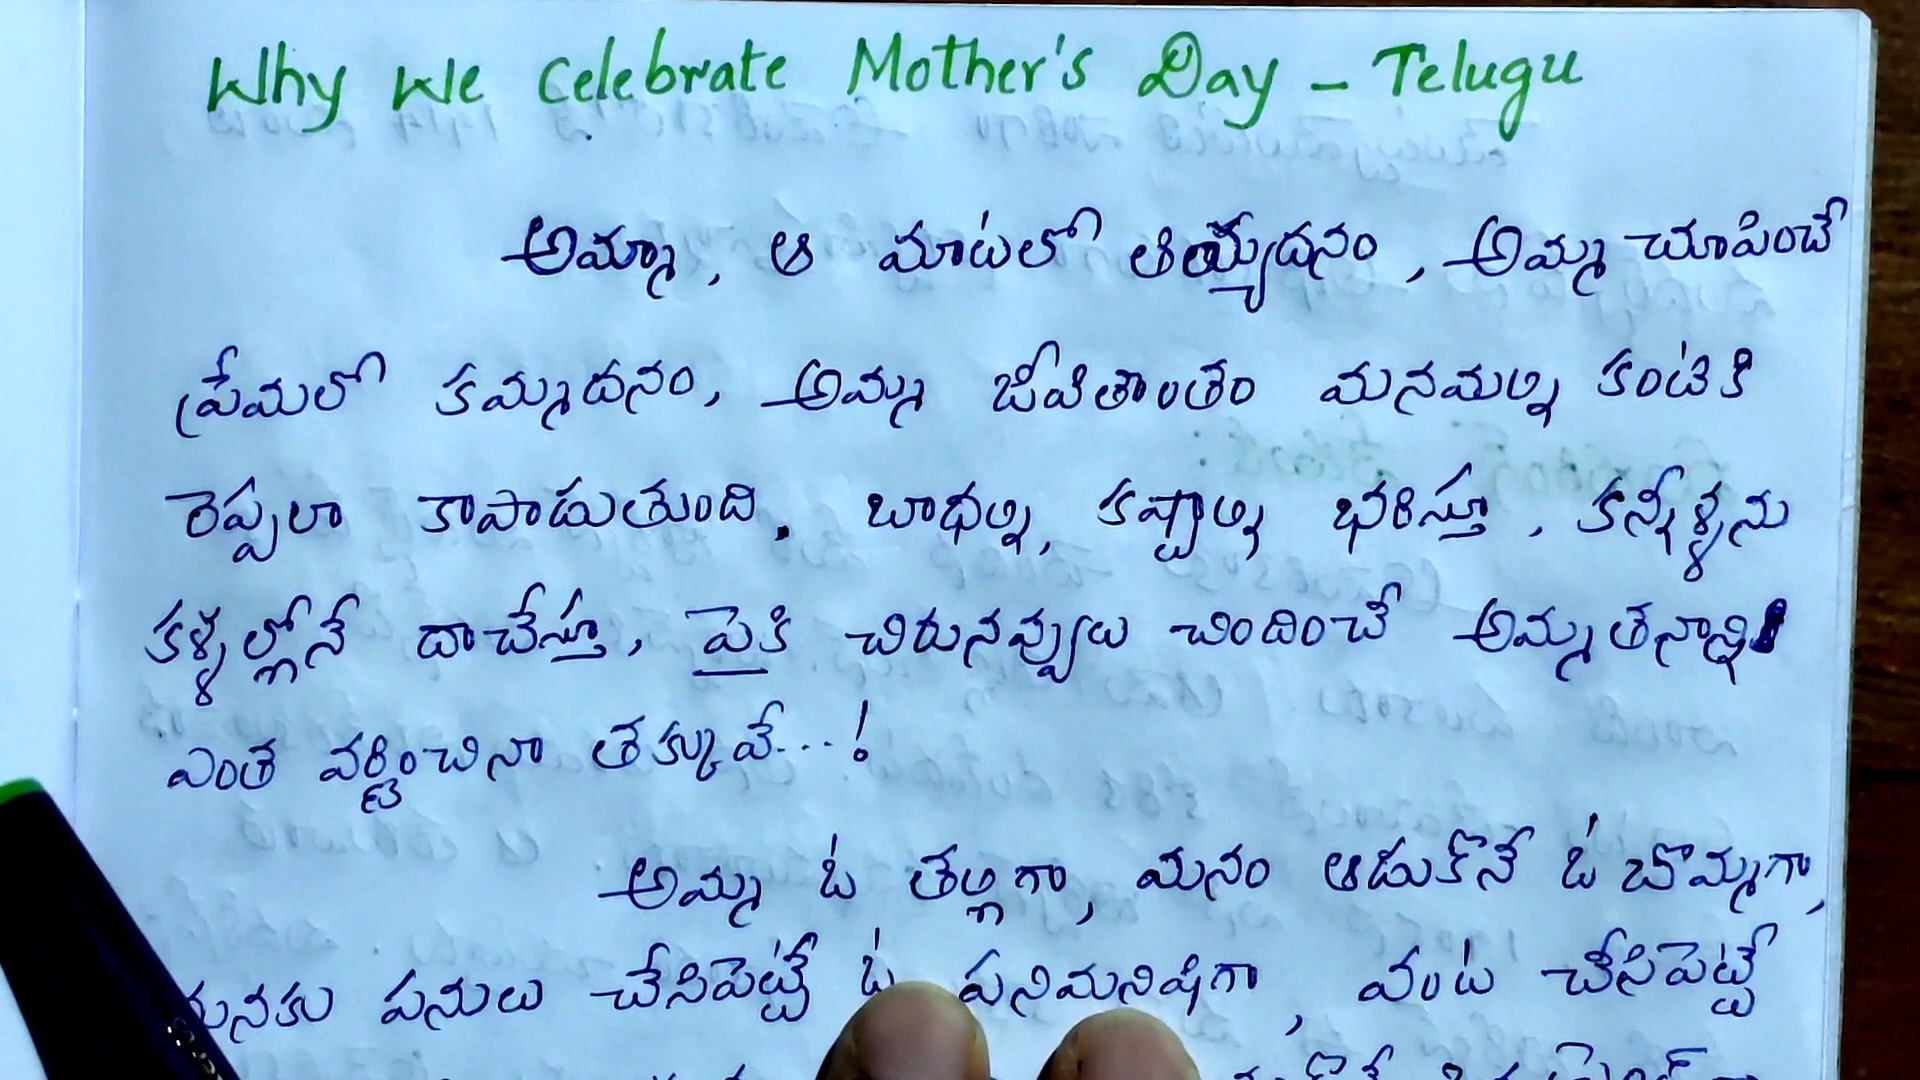 Why We Celebrate Mother's Day - Telugu
అమ్మా, ఆ మాటలో తియ్యదనం, అమ్మ చూపించే
ప్రేమలో కమ్మదనం, అమ్మ జీవితాంతం మనమల్ని కంటికి
రెప్పలా కాపాడుతుంది. బాధల్ని, కష్టాల్ని భరిస్తూ, కన్నీళ్ళను
కళ్ళల్లోనే దాచేస్తూ, పైకి చిరునవ్వులు చిందించే అమ్మతనాన్ని
ఎంత వర్ణించినా తక్కువే...!
అమ్మ ఓ తల్లిగా, మనం ఆడుకొనే ఓ బొమ్మగా,
మనకు పనులు చేసిపెట్టే ఓ పనిమనిషిగా, వంట చేసిపెట్టే